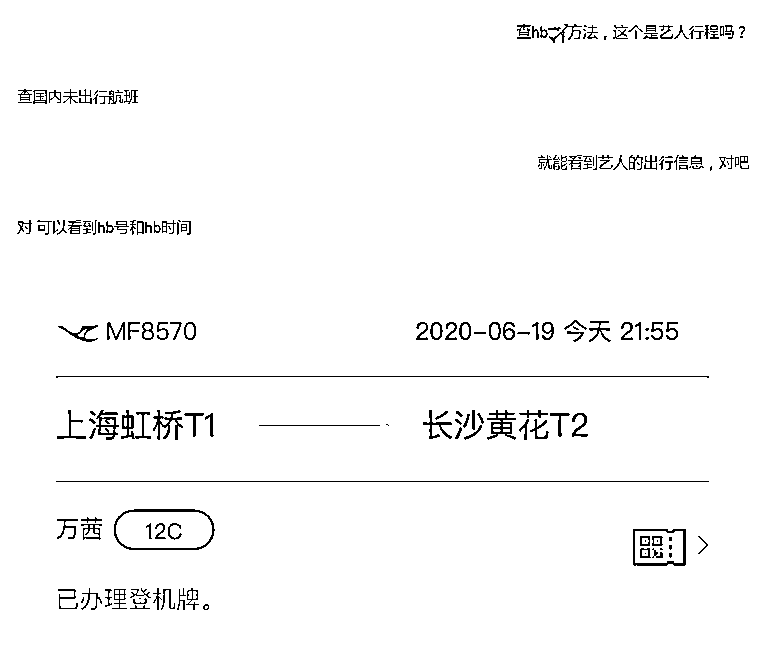 查hb方法，这个是艺人行程吗？
查国内未出行航班
就能看到艺人的出行信息，对吧
对 可以看到hb号和hb时间
MF8570 2020-06-19 今天 21:55
上海虹桥T1 长沙黄花T2
万茜 12C
已办理登机牌。